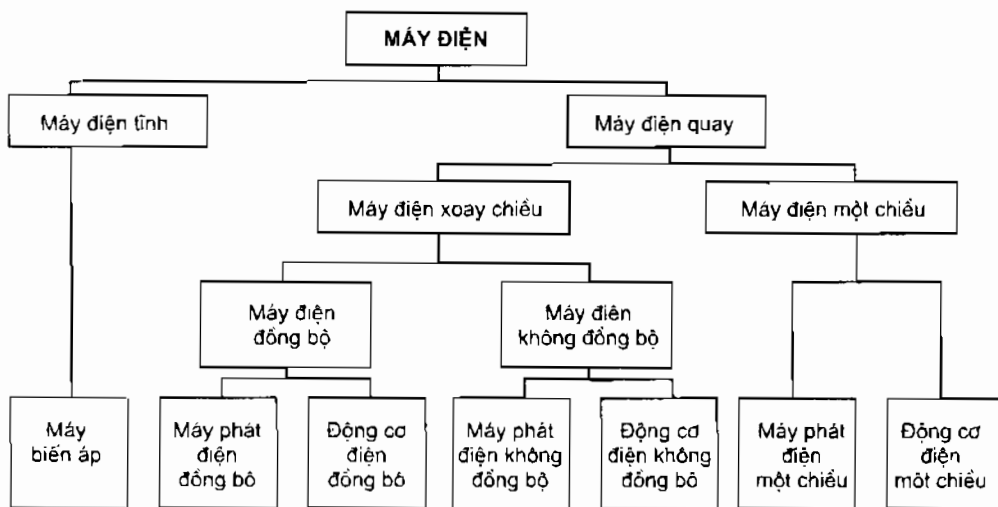 MÁY ĐIỆN
Máy điện tĩnh
Máy điện quay
Máy điện xoay chiều
Máy điện một chiều
Máy điện
đồng bộ
Máy điên
không đồng bộ
Máy
biến áp
Máy phát
điện
đồng bô
Động cơ
điện
đồng bô
Máy phát
điện không
đồng bộ
Động cơ
điện không
đồng bô
Máy phát
điện
một chiều
Động cơ
điện
môt chiều